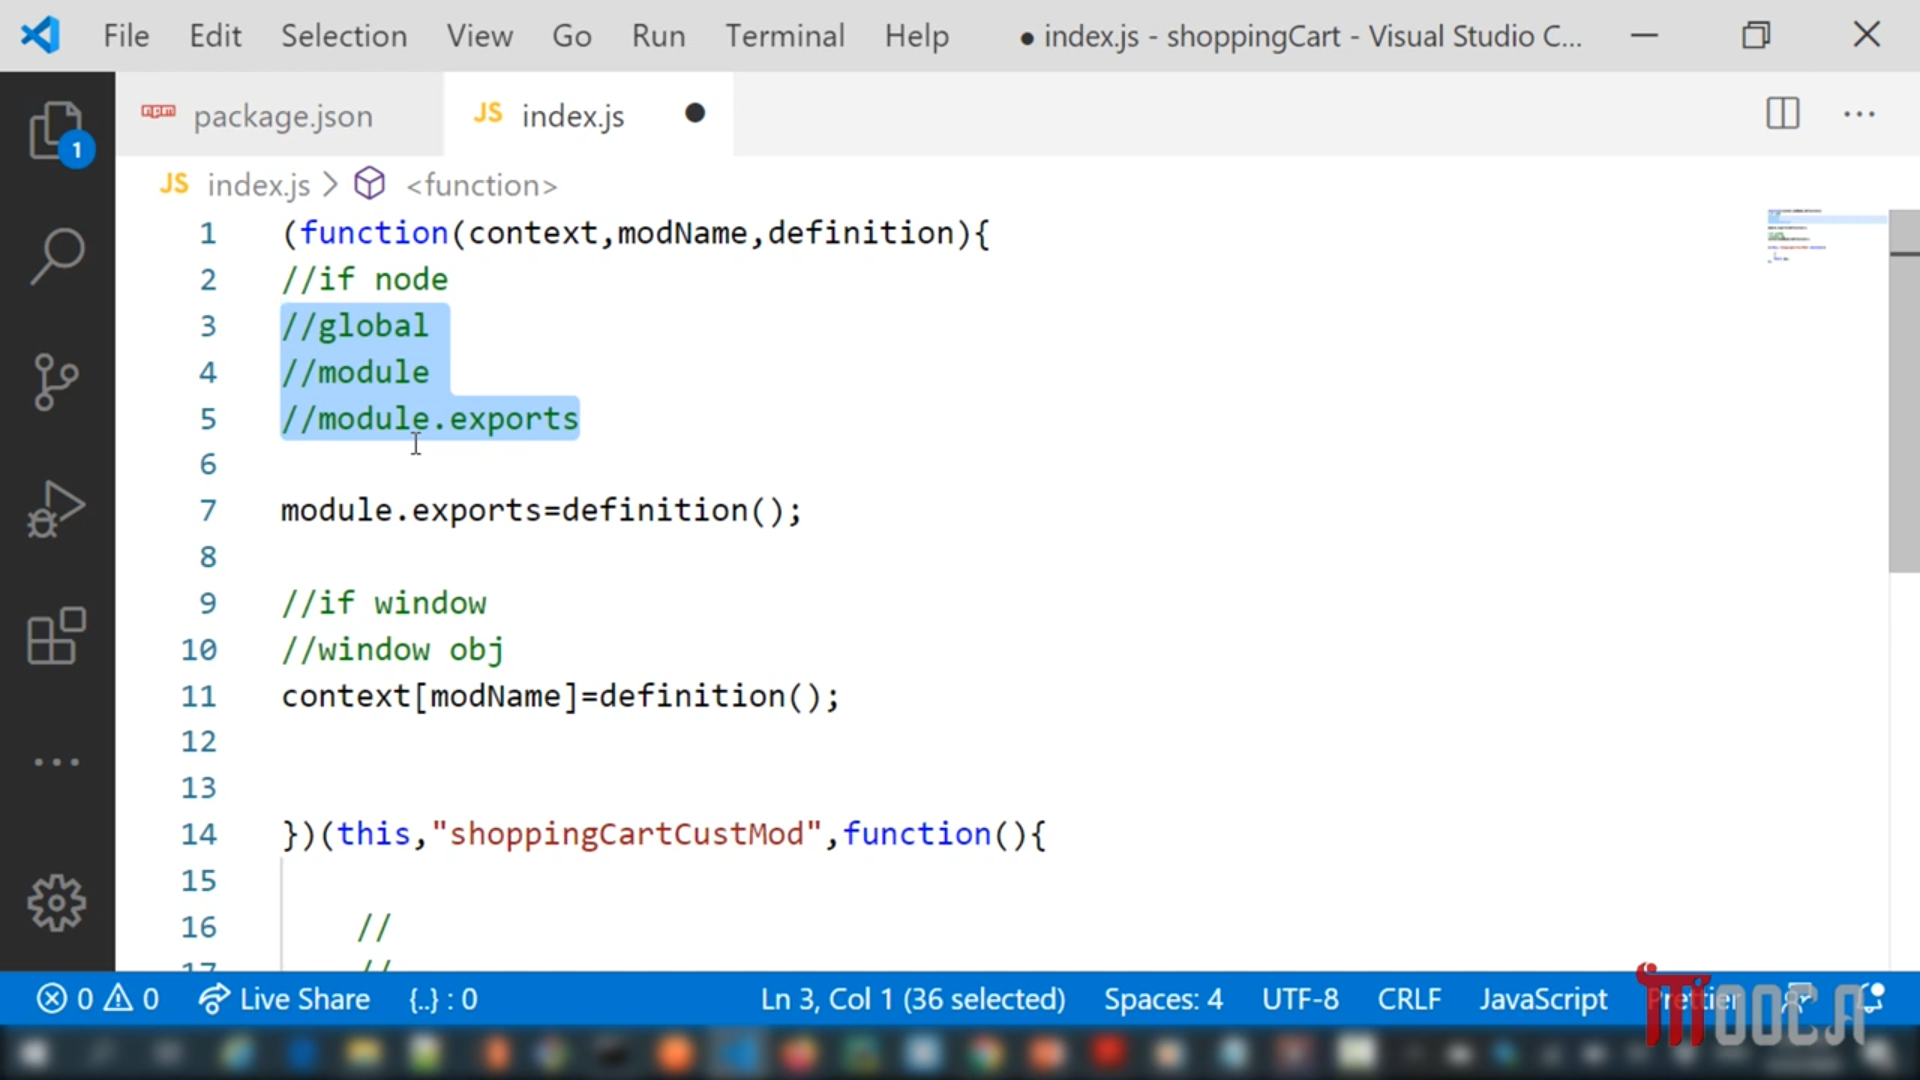 File Edit Selection View Go Run Terminal Help ● index.js - shoppingCart - Visual Studio C...
npm package.json JS index.js ●
1
JS index.js > <function>
1 (function(context,modName,definition){
2 //if node
3 //global
4 //module
5 //module.exports
6
7 module.exports=definition();
8
9 //if window
10 //window obj
11 context[modName]=definition();
12
13
14 })(this,"shoppingCartCustMod",function(){
15
16 //
17 //
0 0 Live Share {..} : 0 Ln 3, Col 1 (36 selected) Spaces: 4 UTF-8 CRLF JavaScript Prettier
MOOCA